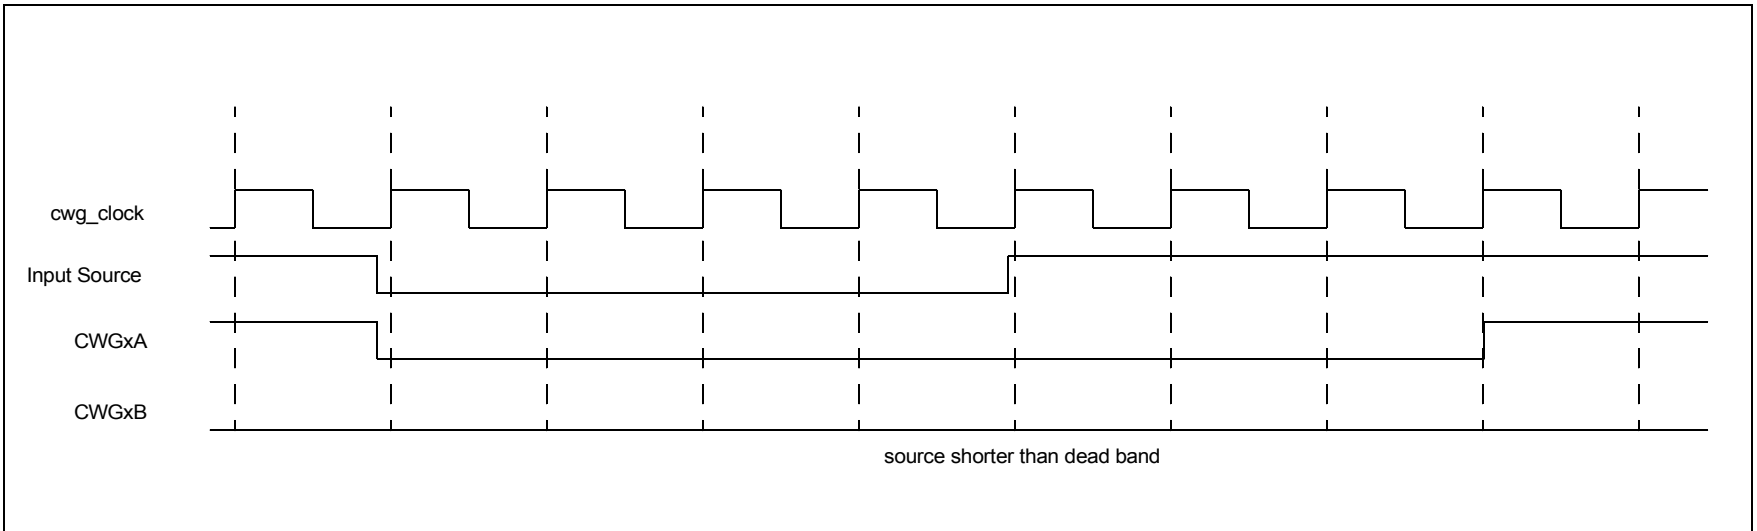 cwg_clock
Input Source
CWGxA
CWGxB
source shorter than dead band